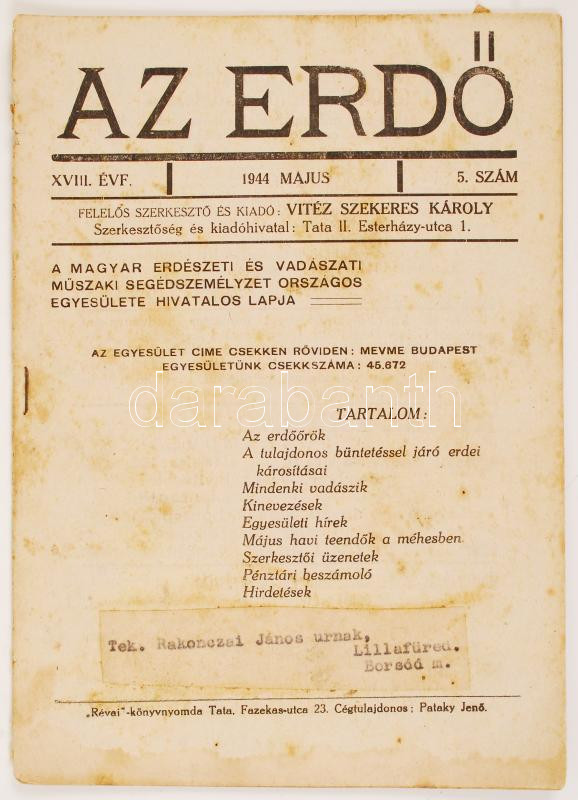 AZ ERDŐ
XVIII. ÉVF. 1944 MAJUS 5. SZÁM
FELELŐS SZERKESZTŐ ÉS KIADÓ: VITÉZ SZEKERES KÁROLY
Szerkesztőség és kiadóhivatal: Tata II. Esterházy-utca 1.
A MAGYAR ERDÉSZETI ÉS VADÁSZATI
MŰSZAKI SEGÉDSZEMÉLYZET ORSZÁGOS
EGYESÜLETE HIVATALOS LAPJA
AZ EGYESÜLET CIME CSEKKEN RÖVIDEN: MEVME BUDAPEST
EGYESÜLETÜNK CSEKKSZÁMA: 45.672
darabanth
TARTALOM:
Az erdőőrök
A tulajdonos büntetéssel járó erdei
károsításai
Mindenki vadászik
Kinevezések
Egyesületi hírek
Május havi teendők a méhesben
Szerkesztői üzenetek
Pénztári beszámoló
Hirdetések
Tek. Rakonczai János urnak,
Lillafüred.
Borsód m.
„Révai"-könyvnyomda Tata, Fazekas-utca 23. Cégtulajdonos: Pataky Jenő.